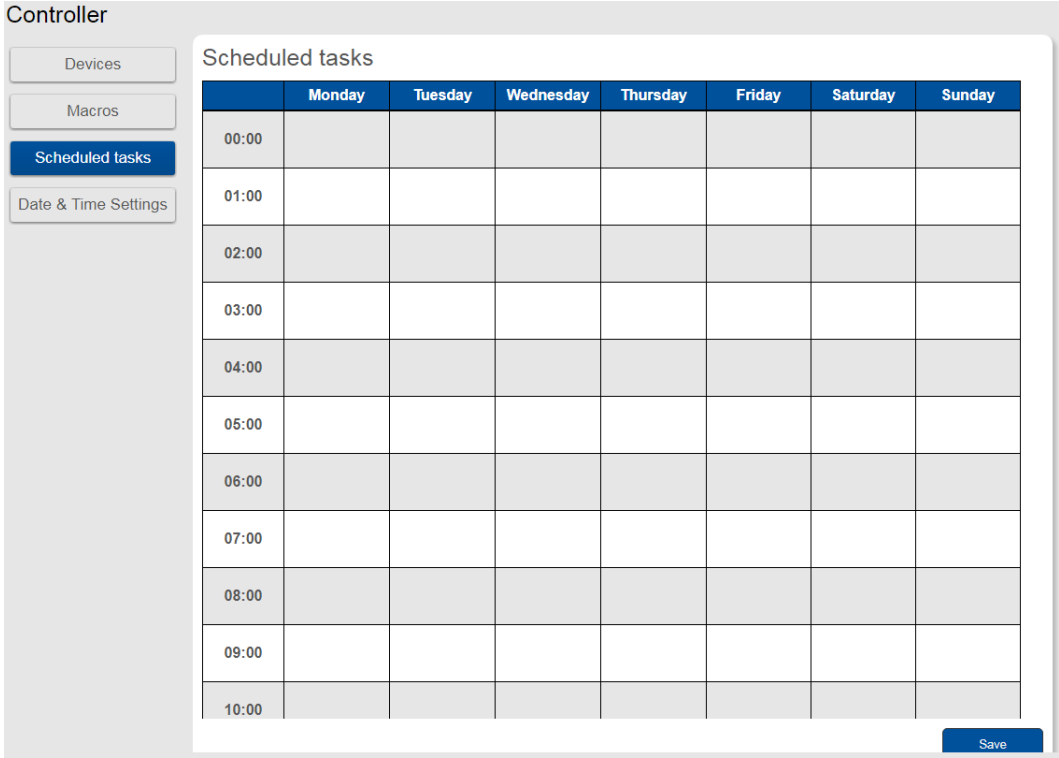 Controller
Devices
Macros
Scheduled tasks
Date & Time Settings
Scheduled tasks
Monday Tuesday Wednesday Thursday Friday Saturday Sunday
00:00
01:00
02:00
03:00
04:00
05:00
06:00
07:00
08:00
09:00
10:00
Save